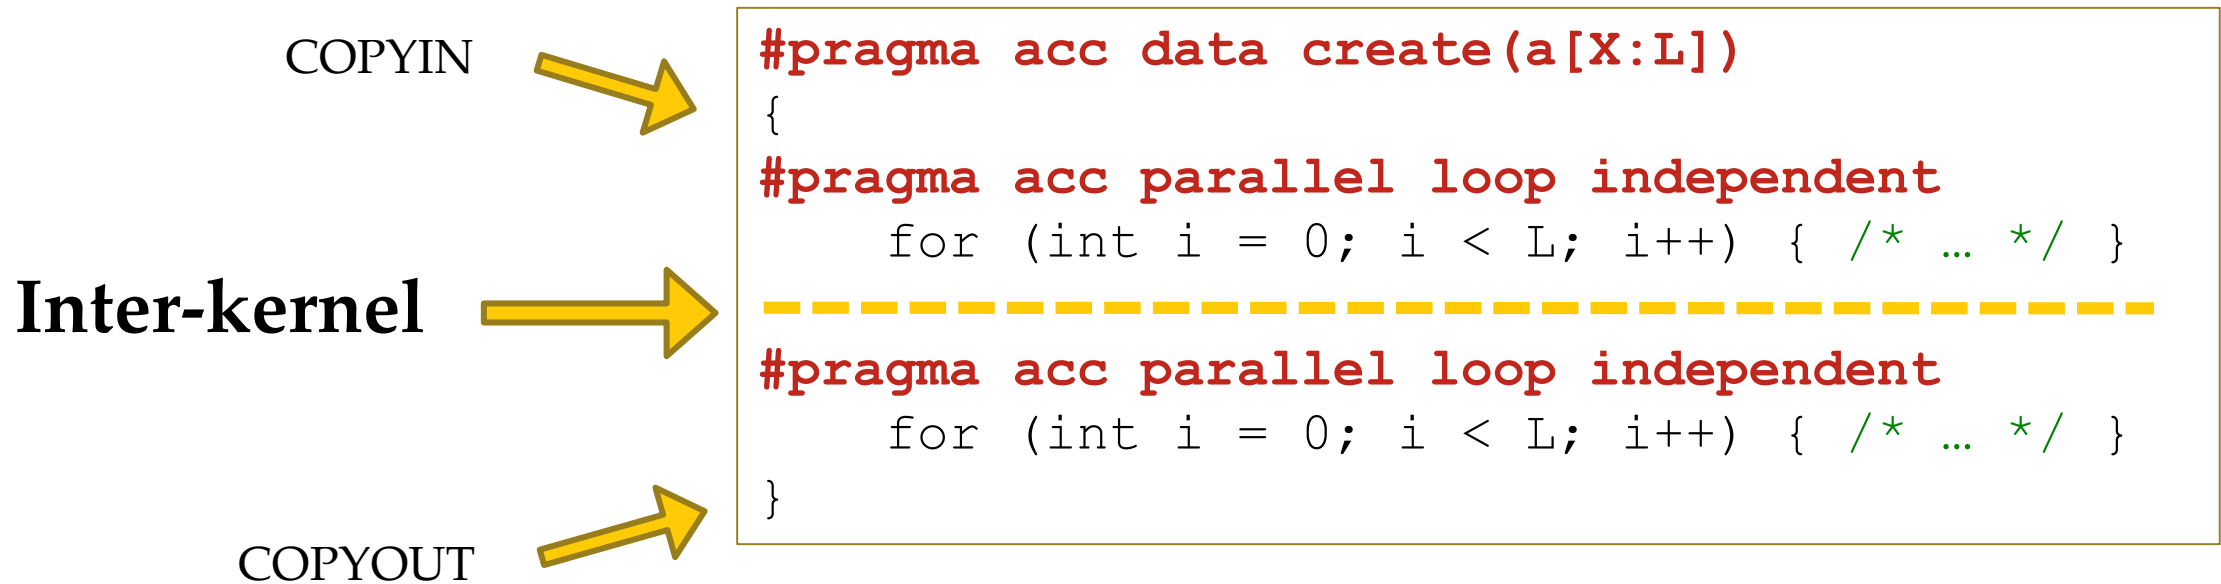 COPYIN
#pragma acc data create(a[X:L])
{
#pragma acc parallel loop independent
for (int i = 0; i < L; i++) { /* … */ }
Inter-kernel
#pragma acc parallel loop independent
for (int i = 0; i < L; i++) { /* … */ }
}
COPYOUT